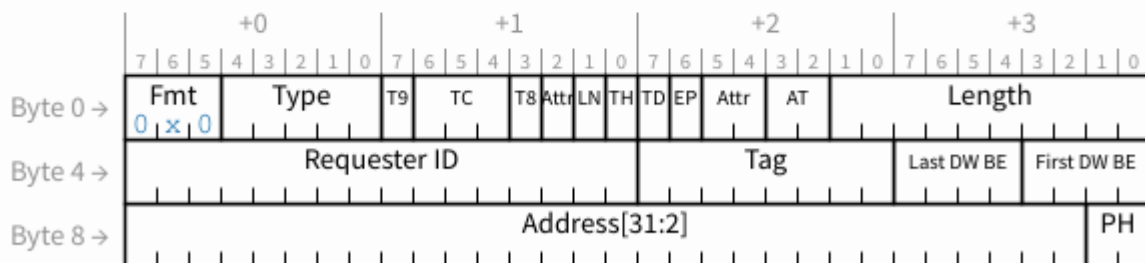 +0 +1 +2 +3
7 6 5 4 3 2 1 0 7 6 5 4 3 2 1 0 7 6 5 4 3 2 1 0 7 6 5 4 3 2 1 0
Byte 0 → Fmt Type T9 TC T8 Attr LN TH TD EP Attr AT Length
0 x 0
Byte 4 → Requester ID Tag Last DW BE First DW BE
Byte 8 → Address[31:2] PH